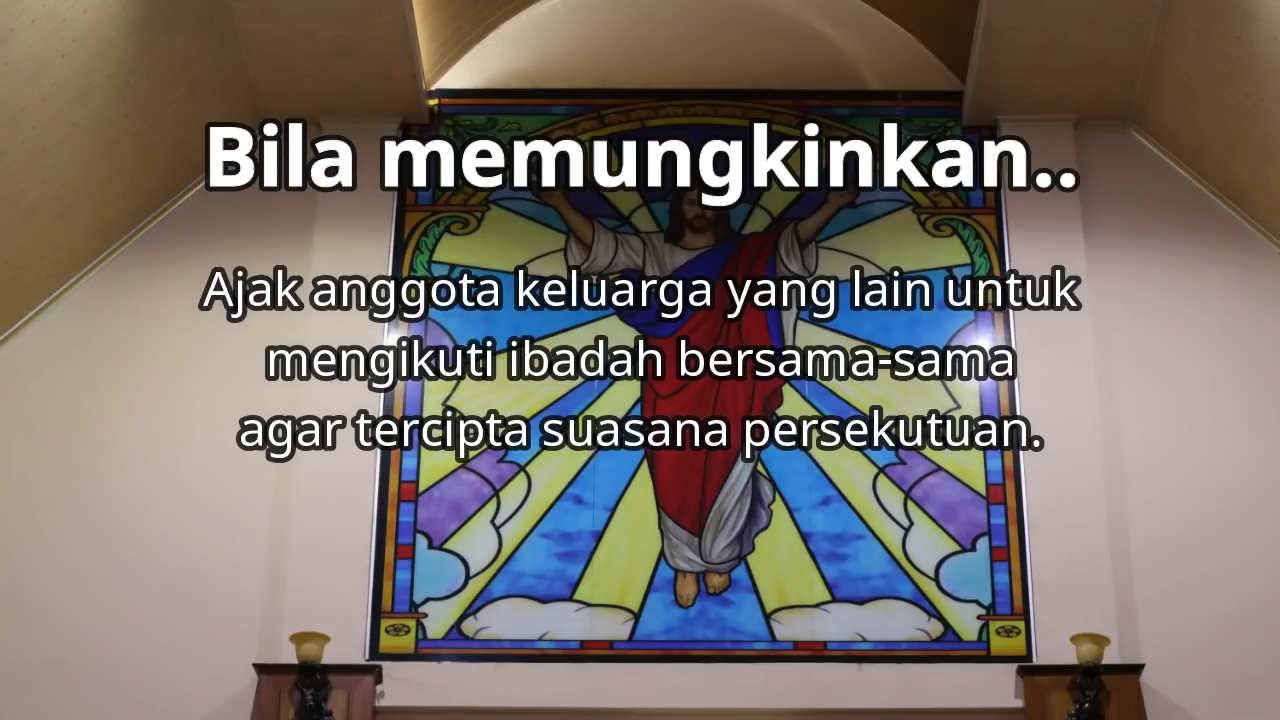 Bila memungkinkan..
Ajak anggota keluarga yang lain untuk
mengikuti ibadah bersama-sama
agar tercipta suasana persekutuan.